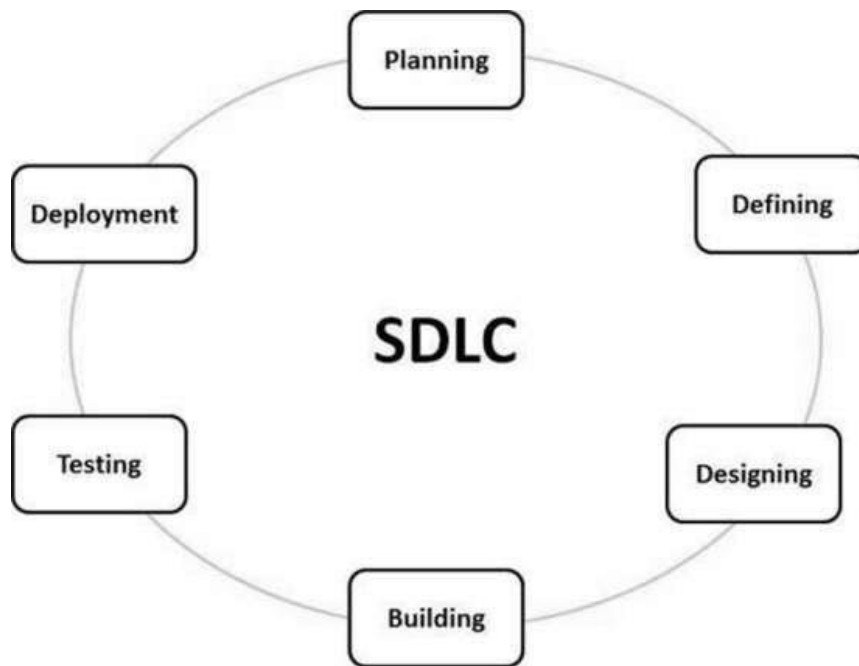 Planning
Defining
Deployment
SDLC
Testing
Designing
Building